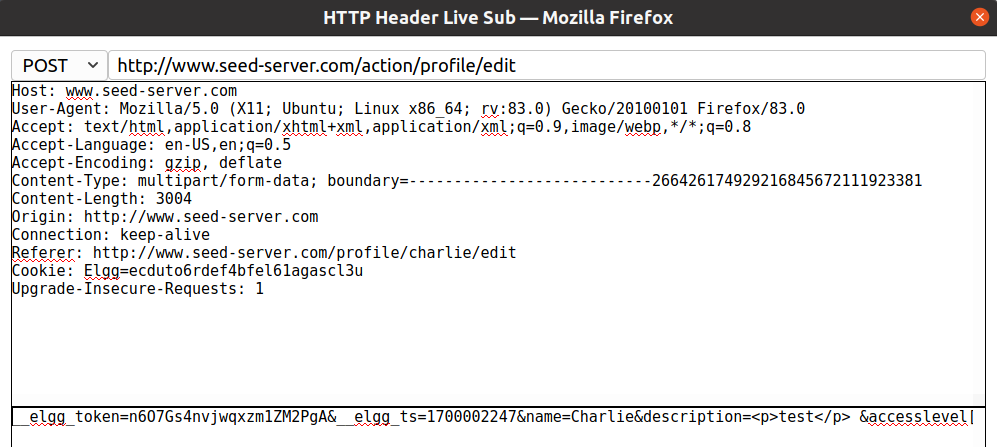 HTTP Header Live Sub — Mozilla Firefox
POST http://www.seed-server.com/action/profile/edit
Host: www.seed-server.com
User-Agent: Mozilla/5.0 (X11; Ubuntu; Linux x86_64; rv:83.0) Gecko/20100101 Firefox/83.0
Accept: text/html,application/xhtml+xml,application/xml;q=0.9,image/webp,*/*;q=0.8
Accept-Language: en-US,en;q=0.5
Accept-Encoding: gzip, deflate
Content-Type: multipart/form-data; boundary=---------------------------266426174929216845672111923381
Content-Length: 3004
Origin: http://www.seed-server.com
Connection: keep-alive
Referer: http://www.seed-server.com/profile/charlie/edit
Cookie: Elgg=ecduto6rdef4bfel61agascl3u
Upgrade-Insecure-Requests: 1
__elgg_token=n6O7Gs4nvjwqxzm1ZM2PgA&__elgg_ts=1700002247&name=Charlie&description=<p>test</p> &accesslevel[